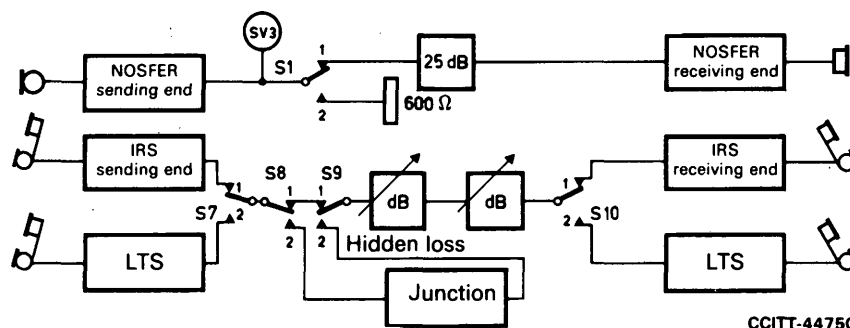 SV3
NOSFER
sending end
S1
1
2
25 dB
600 Ω
NOSFER
receiving end
IRS
sending end
S7
1
2
S8
1
2
S9
1
2
dB
dB
Hidden loss
1
2
S10
IRS
receiving end
LTS
Junction
LTS
CCITT-44750